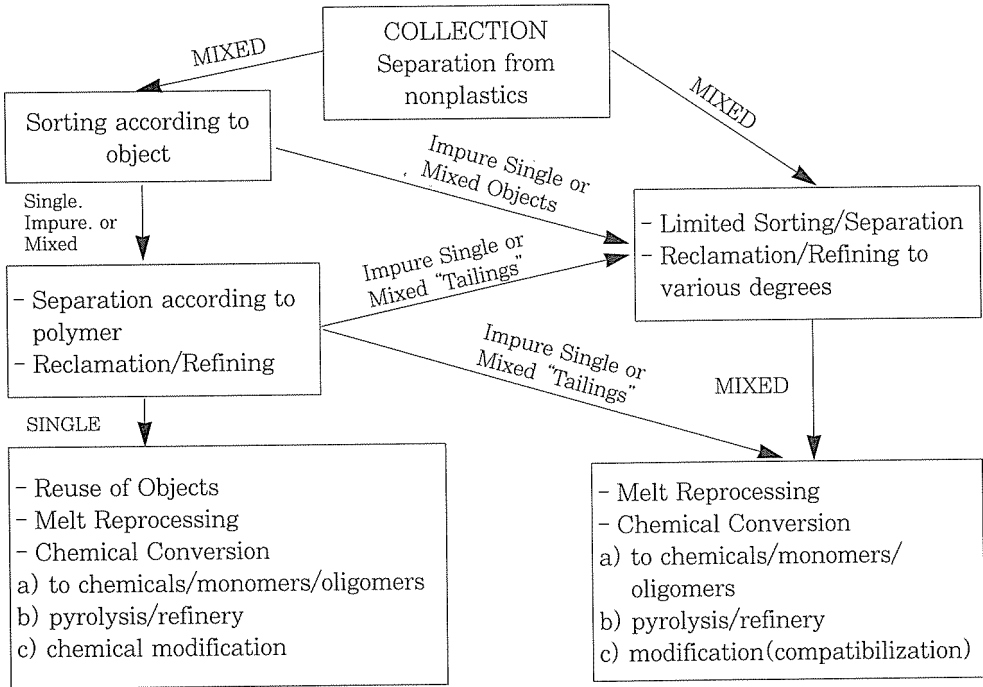 COLLECTION
Separation from
nonplastics
MIXED
MIXED
Sorting according to
object
Impure Single or
Mixed Objects
Single.
Impure. or
Mixed
- Limited Sorting/Separation
- Reclamation/Refining to
various degrees
Impure Single or
Mixed "Tailings"
- Separation according to
polymer
- Reclamation/Refining
Impure Single or
Mixed "Tailings"
MIXED
SINGLE
- Reuse of Objects
- Melt Reprocessing
- Chemical Conversion
a) to chemicals/monomers/oligomers
b) pyrolysis/refinery
c) chemical modification
- Melt Reprocessing
- Chemical Conversion
a) to chemicals/monomers/
oligomers
b) pyrolysis/refinery
c) modification(compatibilization)